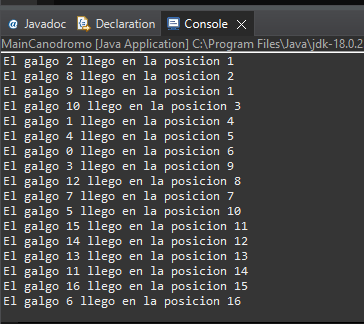 @ Javadoc Declaration Console
MainCanodromo [Java Application] C:\Program Files\Java\jdk-18.0.2
El galgo 2 llego en la posicion 1
El galgo 8 llego en la posicion 2
El galgo 9 llego en la posicion 1
El galgo 10 llego en la posicion 3
El galgo 1 llego en la posicion 4
El galgo 4 llego en la posicion 5
El galgo 0 llego en la posicion 6
El galgo 3 llego en la posicion 9
El galgo 12 llego en la posicion 8
El galgo 7 llego en la posicion 7
El galgo 5 llego en la posicion 10
El galgo 15 llego en la posicion 11
El galgo 14 llego en la posicion 12
El galgo 13 llego en la posicion 13
El galgo 11 llego en la posicion 14
El galgo 16 llego en la posicion 15
El galgo 6 llego en la posicion 16